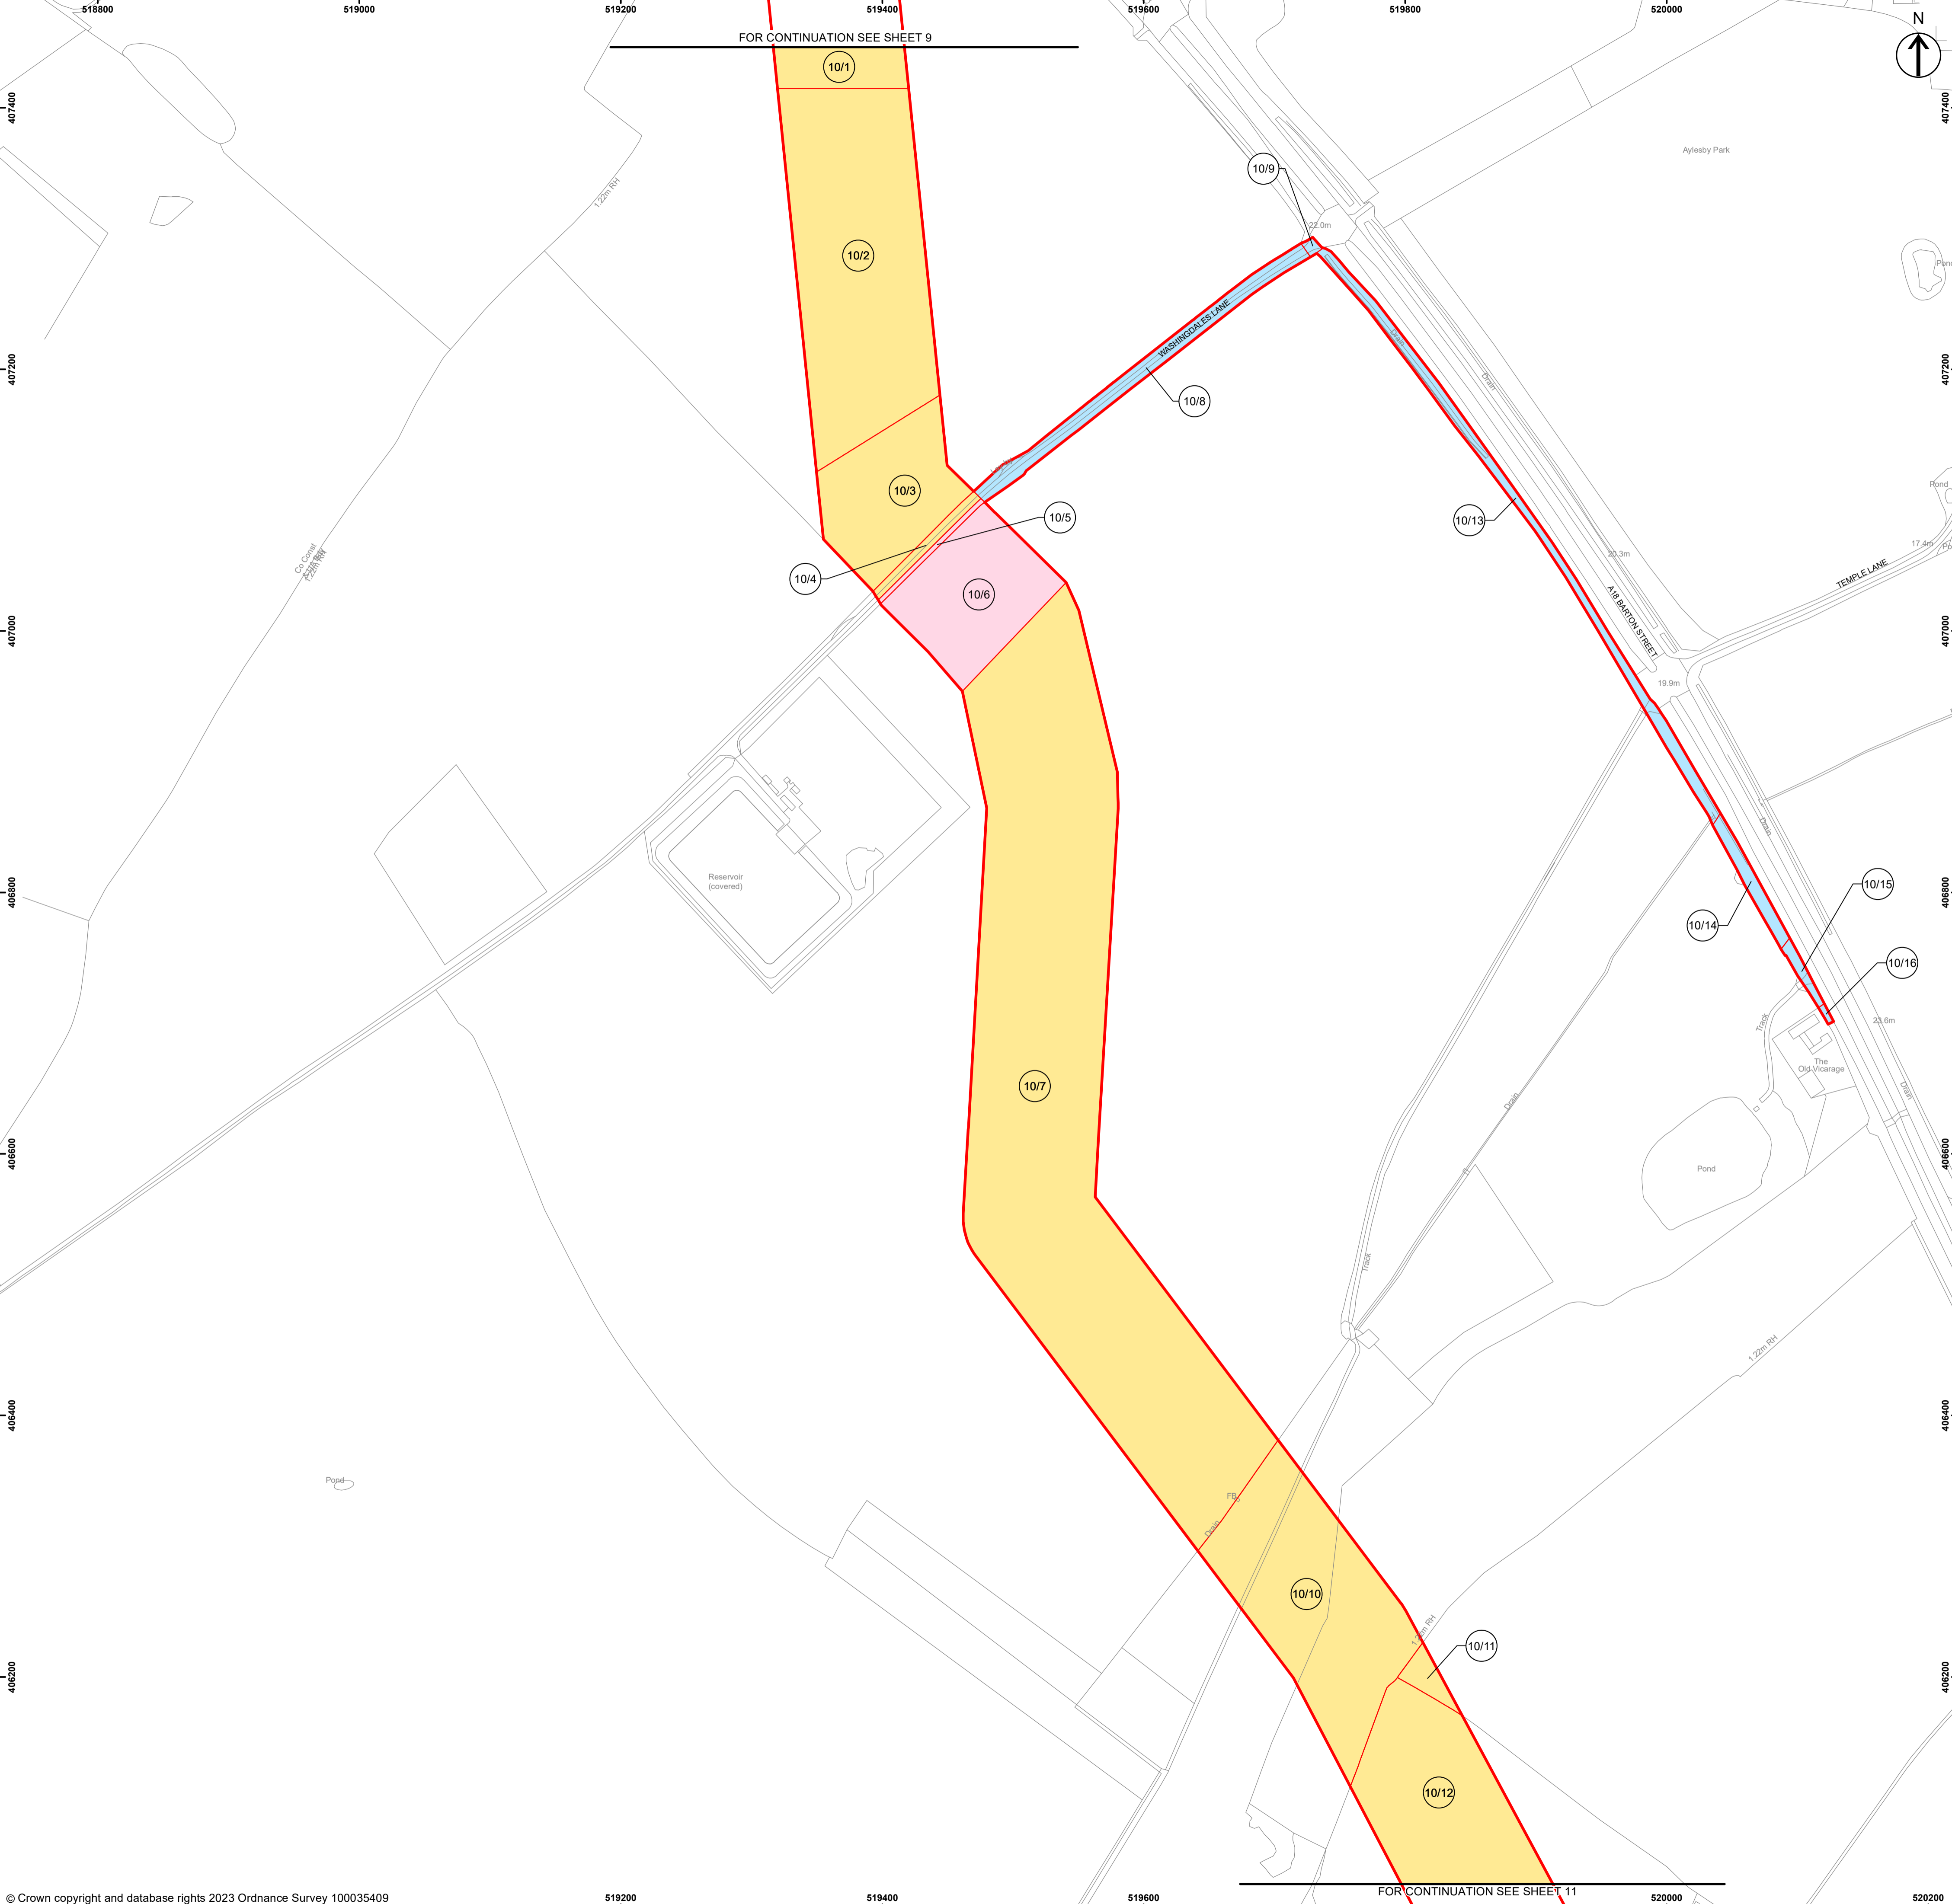 518800
519000
519200
519400
519600
519800
520000
N
FOR CONTINUATION SEE SHEET 9
10/1
407400
407400
Aylesby Park
10/9
1.22m RH
22.0m
10/2
Pond
WASHINGDALES LANE
Drain
407200
407200
Drain
10/8
10/3
Pond
10/5
10/13
17.4m
20.3m
Co Const
1.22m RH
TEMPLE LANE
10/4
10/6
A18 BARTON STREET
407000
407000
19.9m
Drain
Reservoir
(covered)
10/15
406800
406800
10/14
10/16
Track
23.6m
The
Old Vicarage
10/7
Drain
Drain
406600
406600
Pond
Track
1.22m RH
406400
406400
Pond
FB
Drain
10/10
10/11
406200
406200
10/12
FOR CONTINUATION SEE SHEET 11
© Crown copyright and database rights 2023 Ordnance Survey 100035409
519200
519400
519600
520000
520200